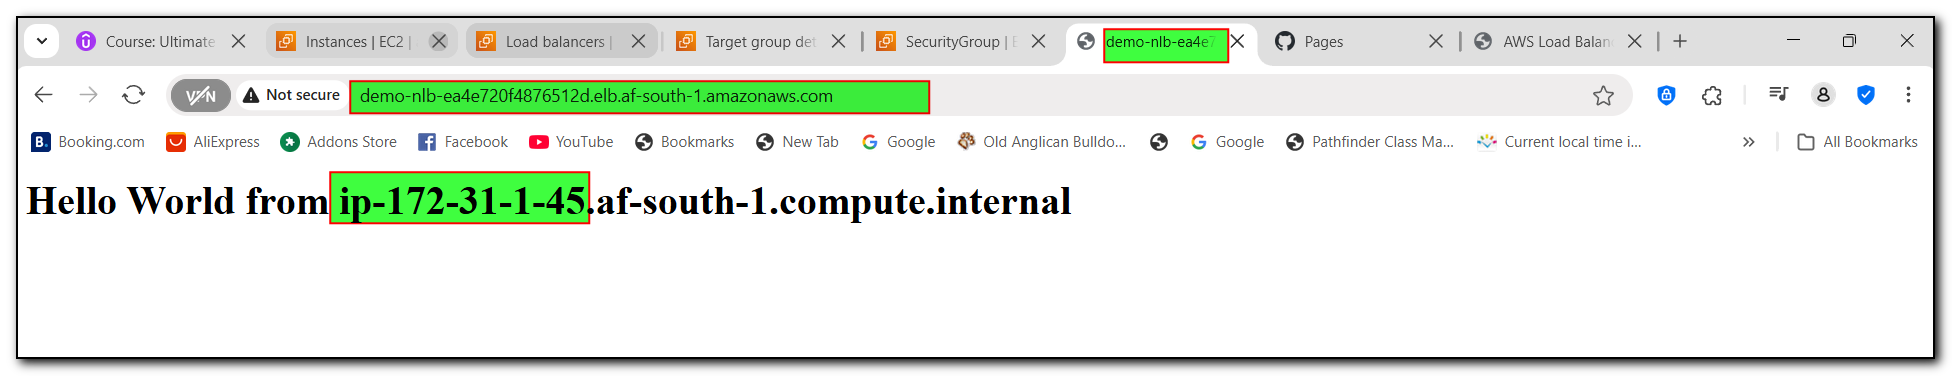 Course: Ultimate Instances | EC2 | Load balancers | Target group det SecurityGroup | E demo-nlb-ea4e7 Pages AWS Load Balan
VPN Not secure demo-nlb-ea4e720f4876512d.elb.af-south-1.amazonaws.com
B. Booking.com AliExpress Addons Store Facebook YouTube Bookmarks New Tab Google Old Anglican Bulldo... Google Pathfinder Class Ma... Current local time i... » All Bookmarks
Hello World from ip-172-31-1-45.af-south-1.compute.internal